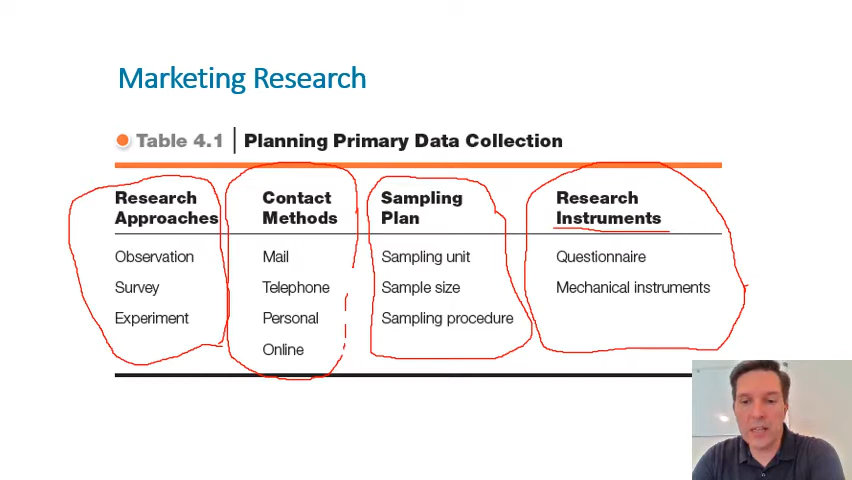 Marketing Research
Table 4.1 | Planning Primary Data Collection
Research Approaches
Contact Methods
Sampling Plan
Research Instruments
Observation
Mail
Sampling unit
Questionnaire
Survey
Telephone
Sample size
Mechanical instruments
Experiment
Personal
Sampling procedure
Online